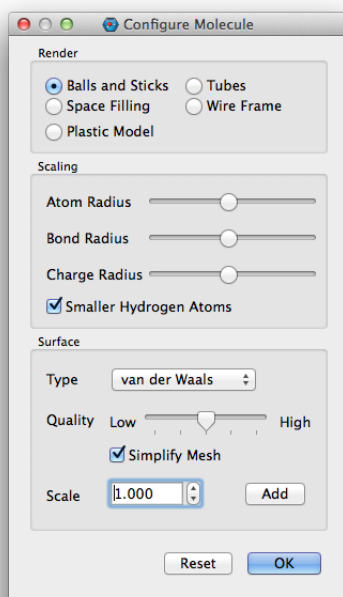 Configure Molecule
Render
Balls and Sticks Tubes
Space Filling Wire Frame
Plastic Model
Scaling
Atom Radius
Bond Radius
Charge Radius
Smaller Hydrogen Atoms
Surface
Type van der Waals
Quality Low High
Simplify Mesh
Scale 1.000 Add
Reset OK